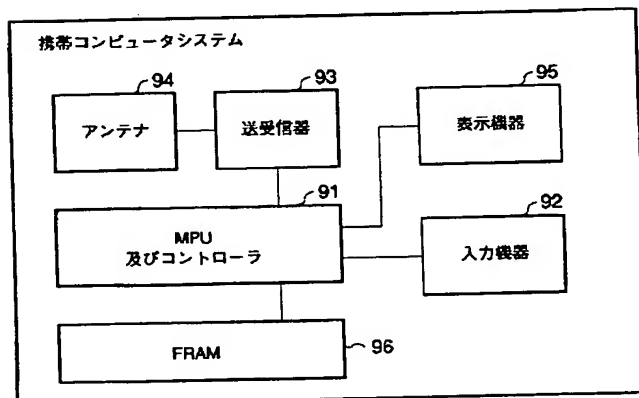 携帯コンピュータシステム
94
アンテナ
93
送受信器
95
表示機器
91
MPU
及びコントローラ
92
入力機器
FRAM
96